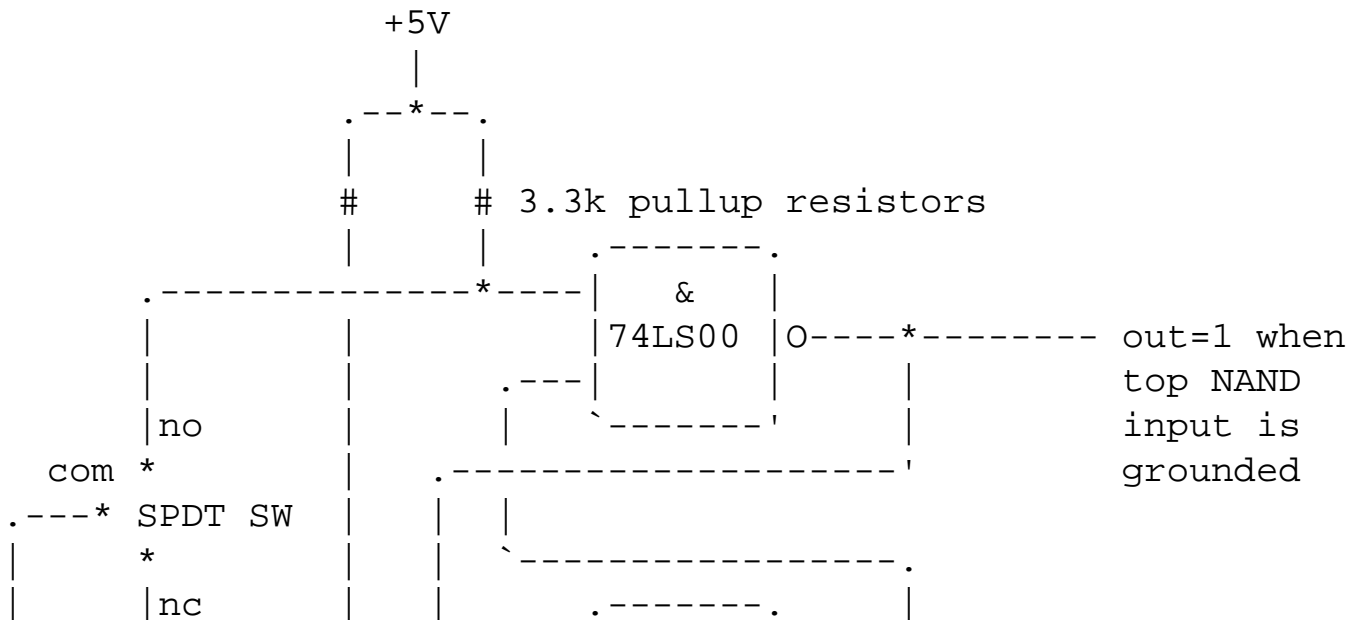 +5V
# # 3.3k pullup resistors
&
74LS00 O out=1 when
top NAND
no input is
com grounded
SPDT SW
nc